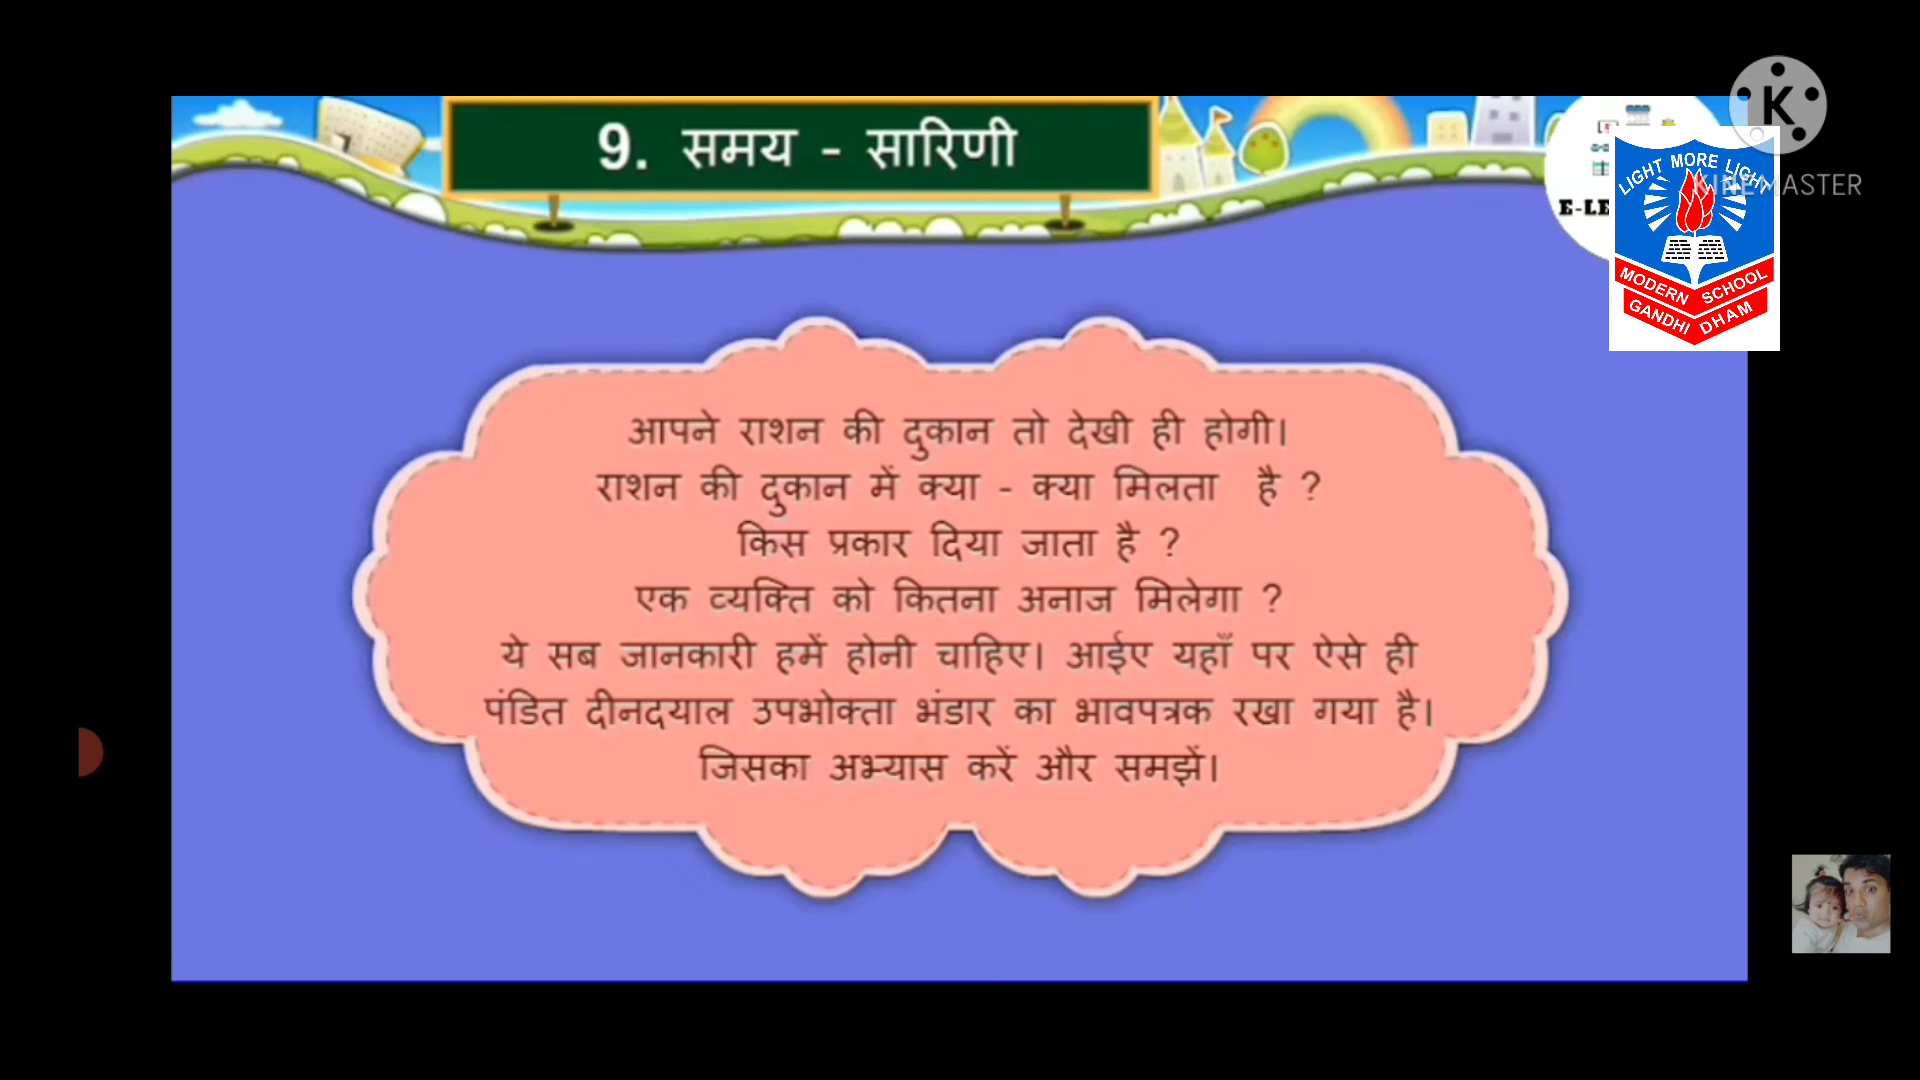 9. समय - सारिणी
KINEMASTER
E-LE
LIGHT MORE LIGHT
MODERN SCHOOL
GANDHI DHAM
आपने राशन की दुकान तो देखी ही होगी।
राशन की दुकान में क्या - क्या मिलता है ?
किस प्रकार दिया जाता है ?
एक व्यक्ति को कितना अनाज मिलेगा ?
ये सब जानकारी हमें होनी चाहिए। आईए यहाँ पर ऐसे ही
पंडित दीनदयाल उपभोक्ता भंडार का भावपत्रक रखा गया है।
जिसका अभ्यास करें और समझें।